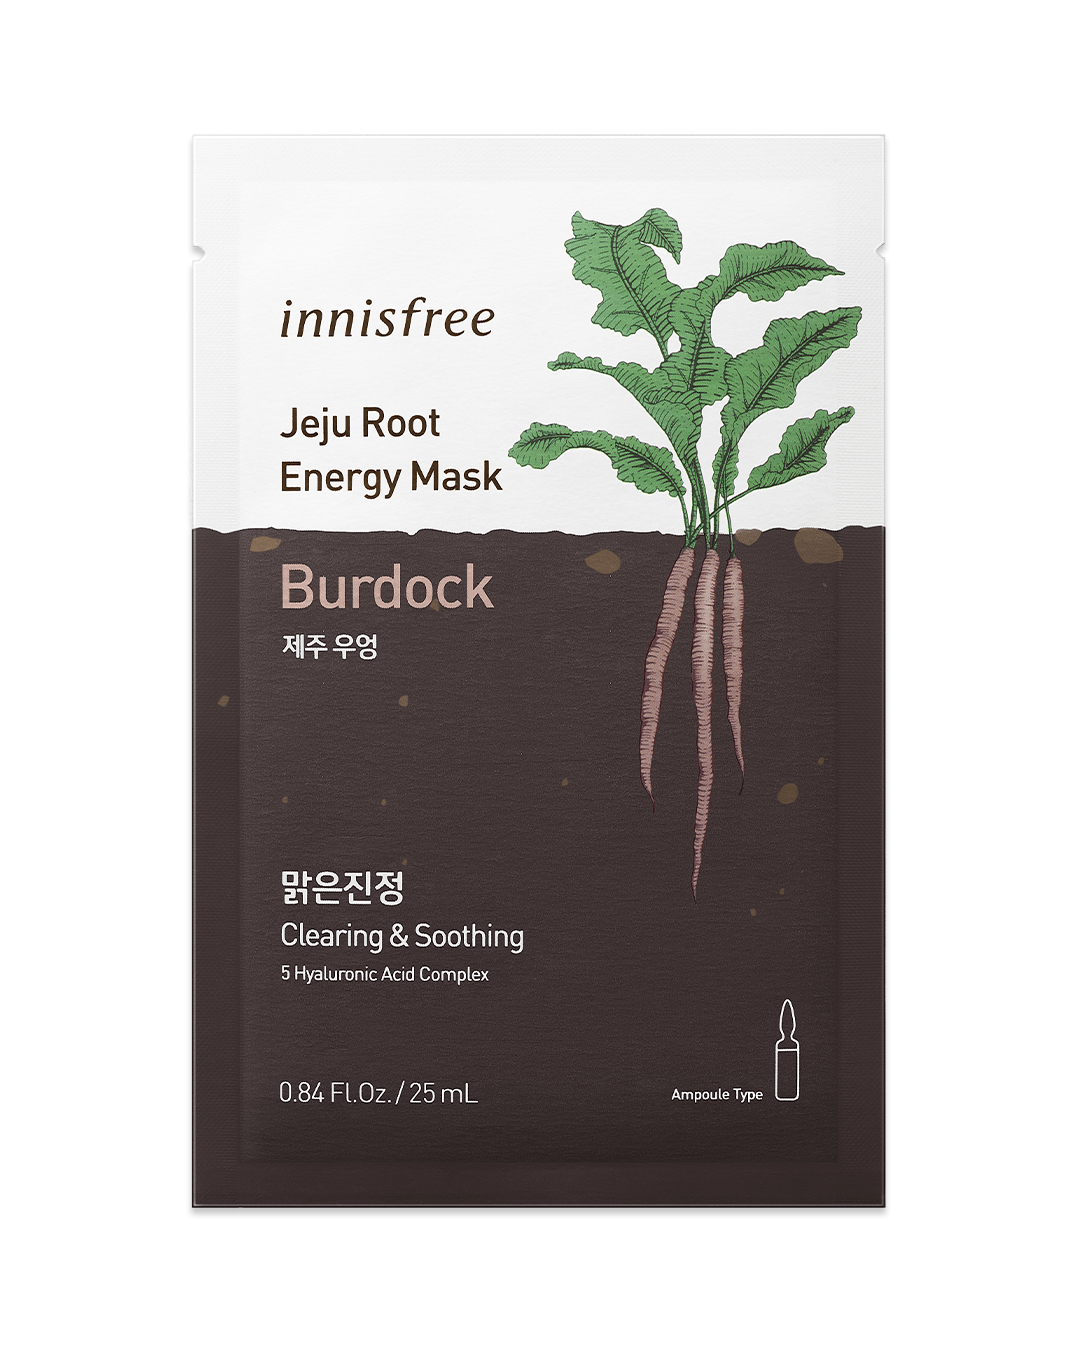 innisfree
Jeju Root
Energy Mask
Burdock
제주 우엉
맑은진정
Clearing & Soothing
5 Hyaluronic Acid Complex
0.84 Fl.Oz. / 25 mL
Ampoule Type